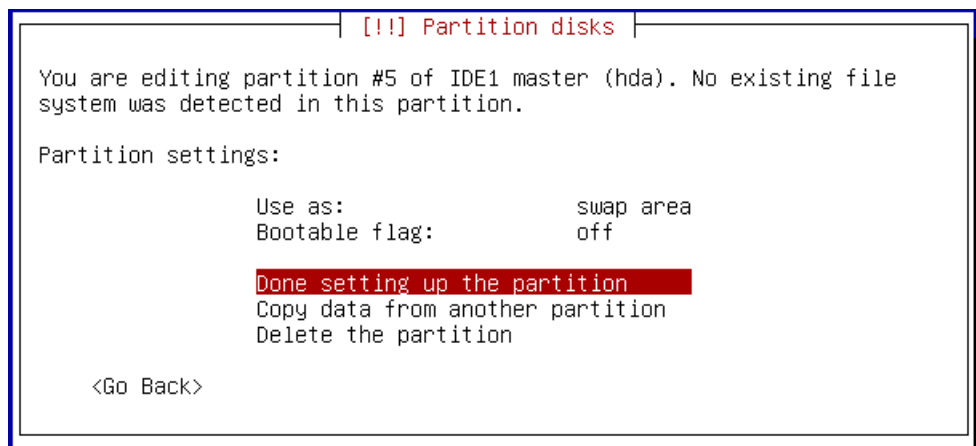 [!!] Partition disks
You are editing partition #5 of IDE1 master (hda). No existing file
system was detected in this partition.
Partition settings:
Use as: swap area
Bootable flag: off
Done setting up the partition
Copy data from another partition
Delete the partition
<Go Back>